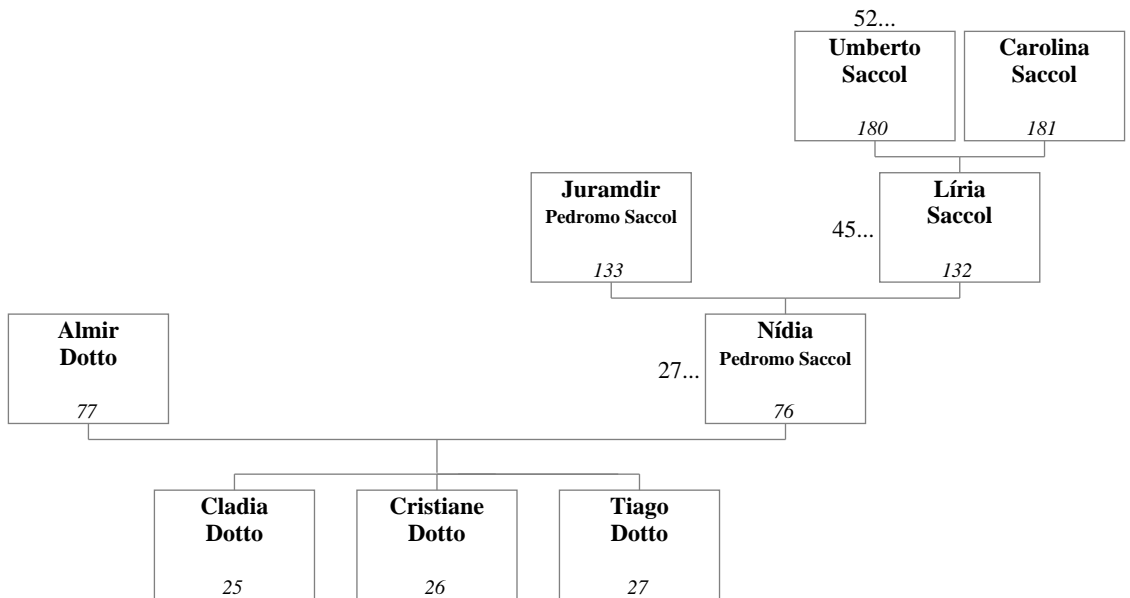 52...
Umberto
Saccol
180
Carolina
Saccol
181
Juramdir
Pedromo Saccol
133
45...
Líria
Saccol
132
Almir
Dotto
77
27...
Nídia
Pedromo Saccol
76
Cladia
Dotto
25
Cristiane
Dotto
26
Tiago
Dotto
27